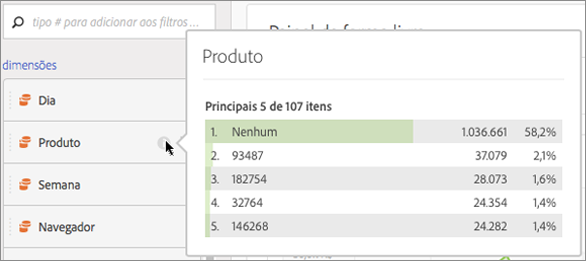 tipo # para adicionar aos filtros ...
dimensões
Dia
Produto
Semana
Navegador
Produto
Principais 5 de 107 itens
1. Nenhum 1.036.661 58,2%
2. 93487 37.079 2,1%
3. 182754 28.073 1,6%
4. 32764 24.354 1,4%
5. 146268 24.282 1,4%